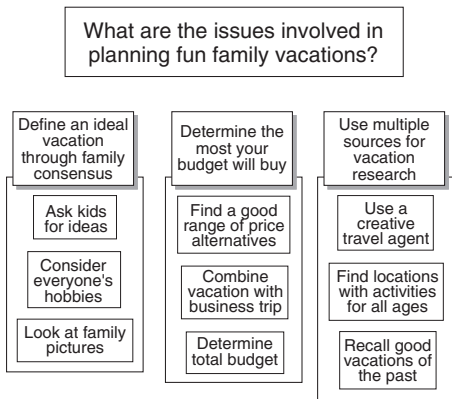 What are the issues involved in
planning fun family vacations?
Define an ideal
vacation
through family
consensus
Ask kids
for ideas
Consider
everyone's
hobbies
Look at family
pictures
Determine the
most your
budget will buy
Find a good
range of price
alternatives
Combine
vacation with
business trip
Determine
total budget
Use multiple
sources for
vacation
research
Use a
creative
travel agent
Find locations
with activities
for all ages
Recall good
vacations of
the past